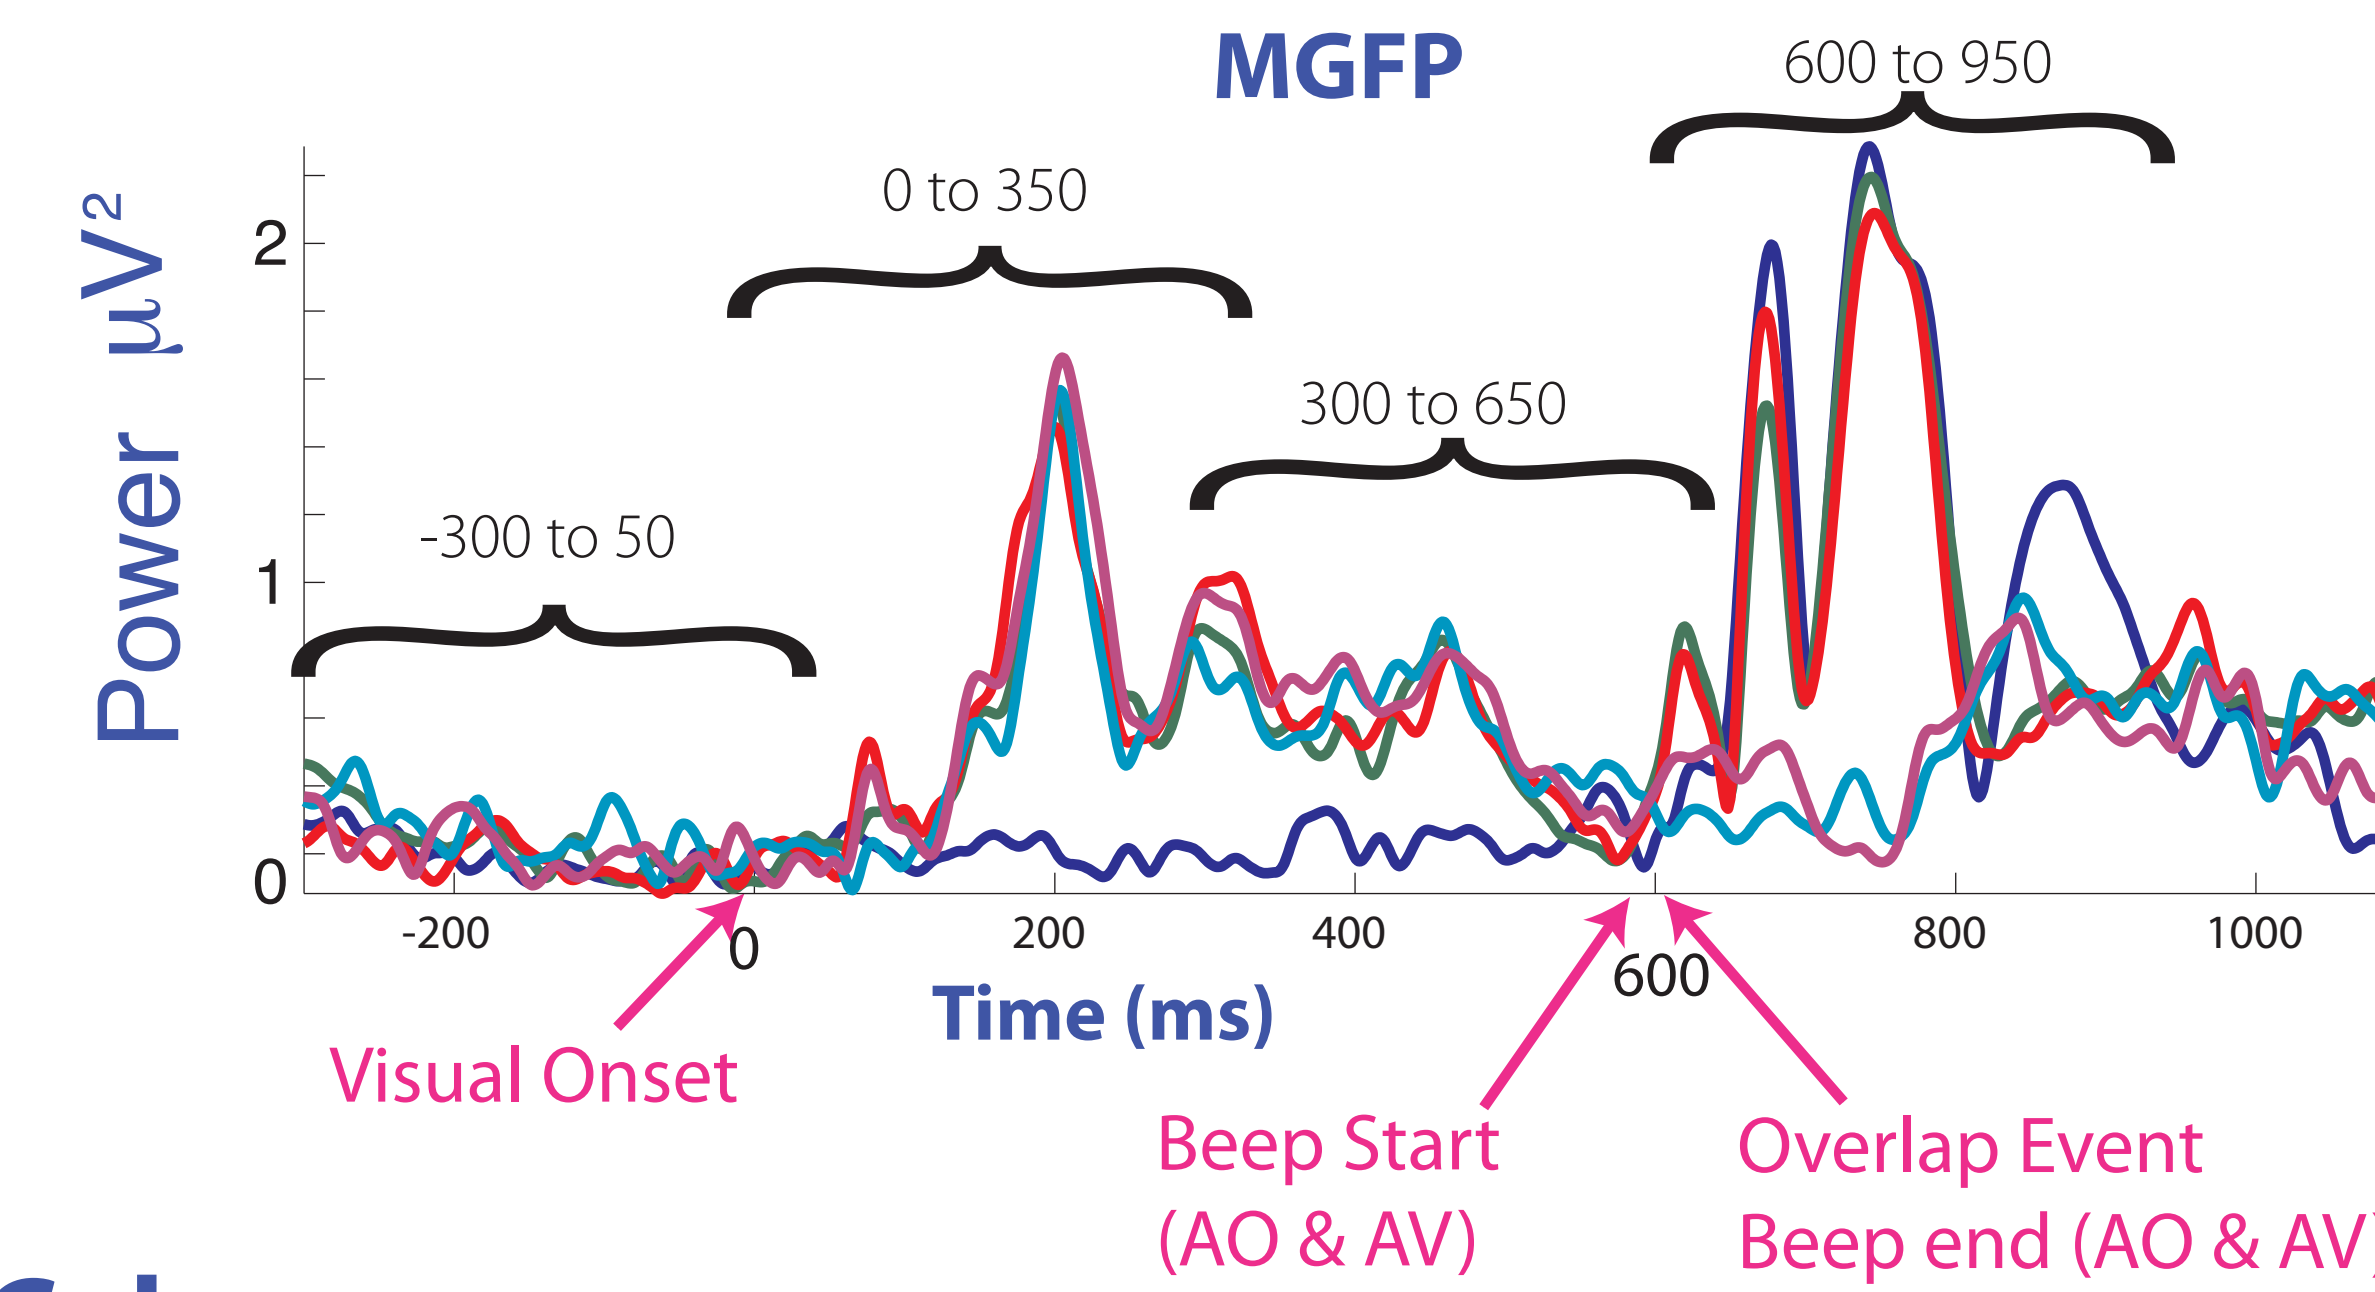 MGFP
600 to 950
0 to 350
300 to 650
-300 to 50
Power µV²
2
1
0
-200
0
200
400
600
800
1000
Time (ms)
Visual Onset
Beep Start
(AO & AV)
Overlap Event
Beep end (AO & AV)